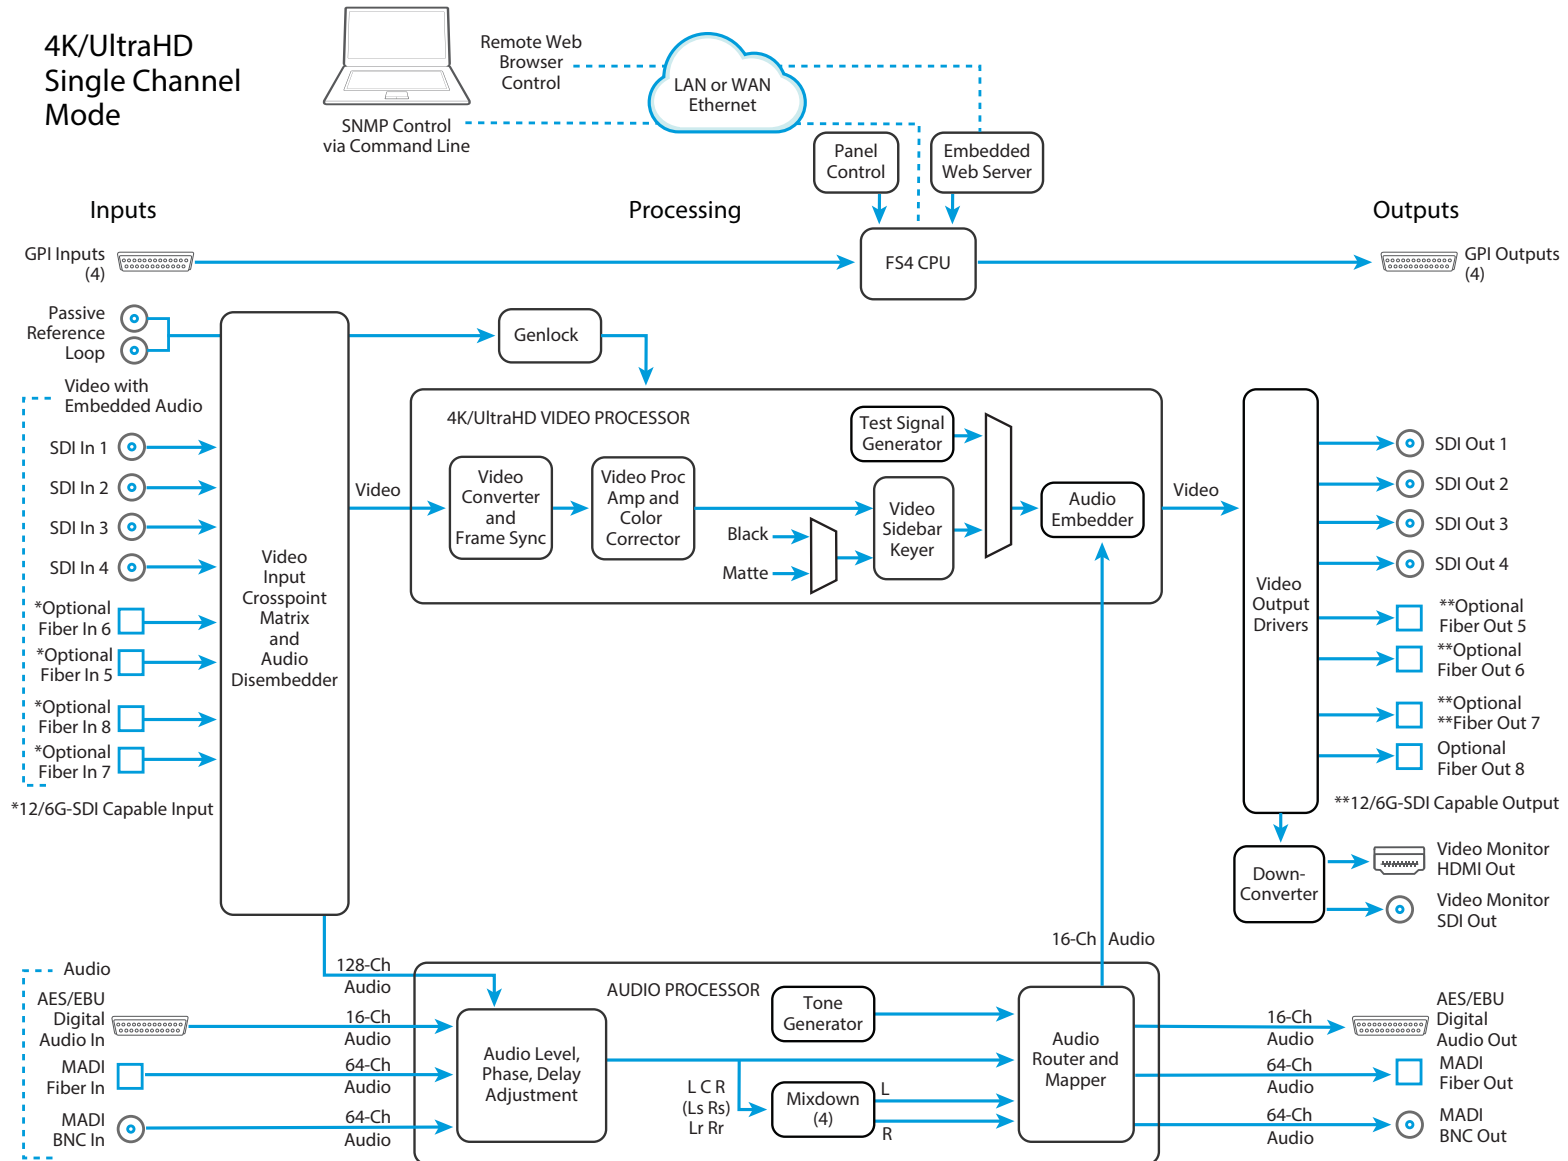 4K/UltraHD
Single Channel
Mode
Remote Web
Browser
Control
LAN or WAN
Ethernet
SNMP Control
via Command Line
Panel
Control
Embedded
Web Server
Inputs
Processing
Outputs
GPI Inputs
(4)
FS4 CPU
GPI Outputs
(4)
Passive
Reference
Loop
Genlock
Video with
Embedded Audio
SDI In 1
SDI In 2
SDI In 3
SDI In 4
*Optional
Fiber In 6
*Optional
Fiber In 5
*Optional
Fiber In 8
*Optional
Fiber In 7
*12/6G-SDI Capable Input
Video
Input
Crosspoint
Matrix
and
Audio
Disembedder
Video
4K/UltraHD VIDEO PROCESSOR
Video
Converter
and
Frame Sync
Video Proc
Amp and
Color
Corrector
Test Signal
Generator
Black
Matte
Video
Sidebar
Keyer
Audio
Embedder
Video
Video
Output
Drivers
SDI Out 1
SDI Out 2
SDI Out 3
SDI Out 4
**Optional
Fiber Out 5
**Optional
Fiber Out 6
**Optional
**Fiber Out 7
Optional
Fiber Out 8
**12/6G-SDI Capable Output
Down-
Converter
Video Monitor
HDMI Out
Video Monitor
SDI Out
16-Ch Audio
Audio
AES/EBU
Digital
Audio In
MADI
Fiber In
MADI
BNC In
128-Ch
Audio
16-Ch
Audio
64-Ch
Audio
64-Ch
Audio
AUDIO PROCESSOR
Audio Level,
Phase, Delay
Adjustment
Tone
Generator
L C R
(Ls Rs)
Lr Rr
Mixdown
(4)
L
R
Audio
Router and
Mapper
16-Ch
Audio
64-Ch
Audio
64-Ch
Audio
AES/EBU
Digital
Audio Out
MADI
Fiber Out
MADI
BNC Out